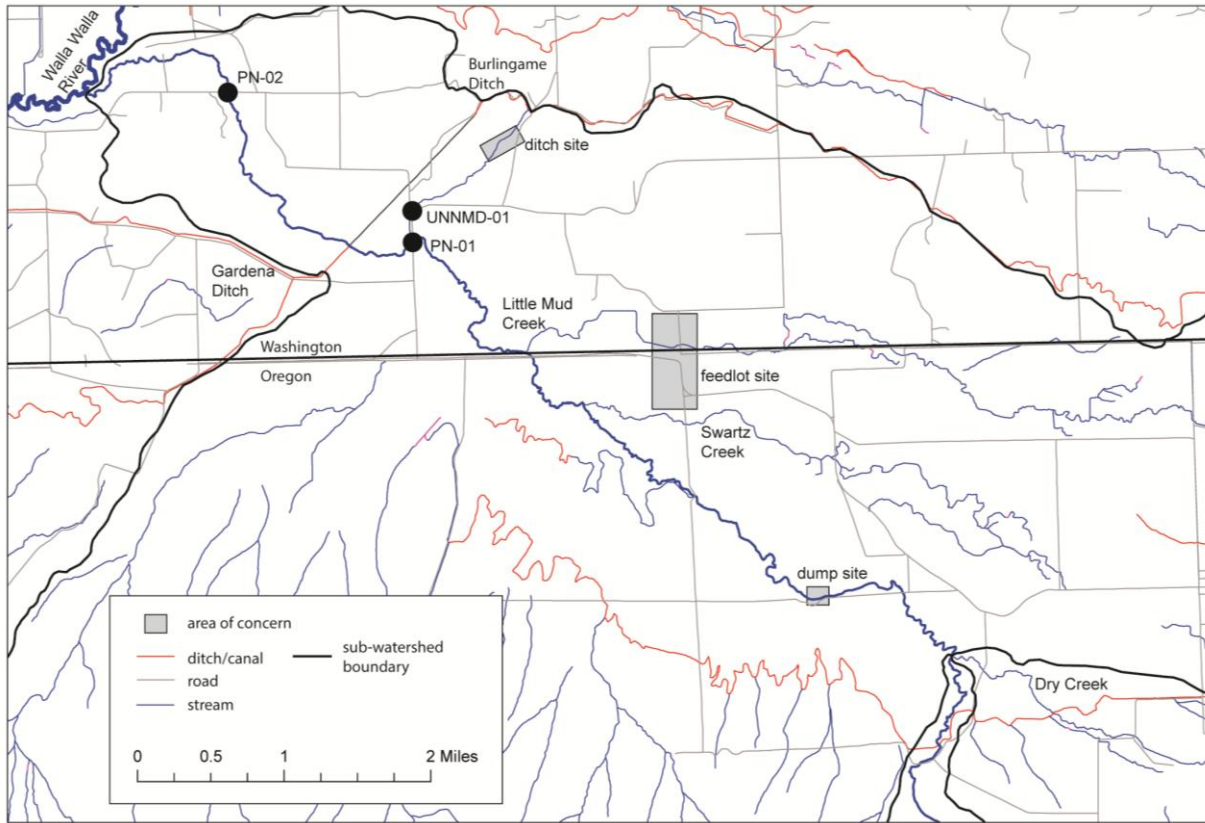 Walla Walla
River
PN-02
Burlingame
Ditch
ditch site
UNNMD-01
PN-01
Gardena
Ditch
Little Mud
Creek
Washington
Oregon
feedlot site
Swartz
Creek
dump site
Dry Creek
area of concern
ditch/canal
sub-watershed
boundary
road
stream
0 0.5 1 2 Miles